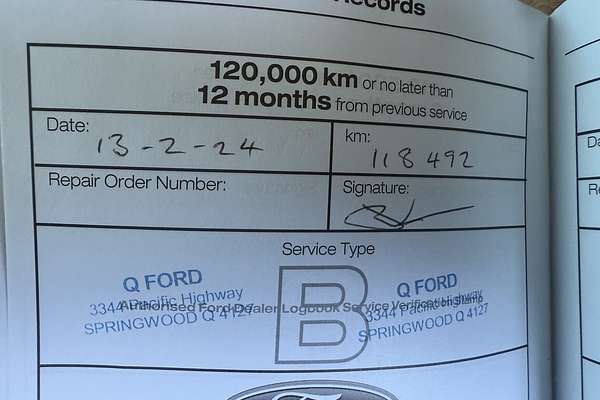 Records
120,000 km or no later than
12 months from previous service
Date:
13-2-24
km:
118 492
Repair Order Number:
Signature:
Service Type
B
Q FORD
3344 Pacific Highway
SPRINGWOOD Q 4127
Authorised Ford Dealer Logbook Service Verification stamp
Q FORD
3344 Pacific Highway
SPRINGWOOD Q 4127